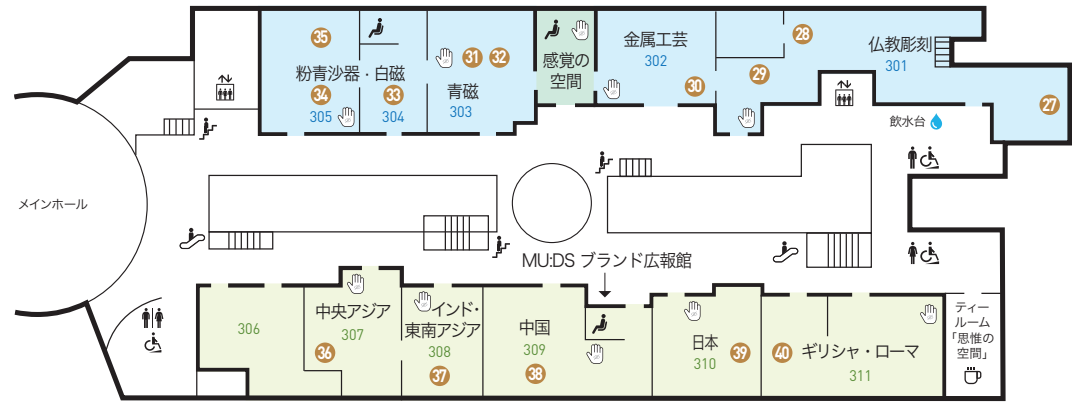 35
粉青沙器・白磁
34
305
33
304
31
32
青磁
303
感覚の
空間
金属工芸
302
30
29
28
仏教彫刻
301
27
飲水台
メインホール
MU:DS ブランド広報館
306
中央アジア
307
36
インド・
東南アジア
308
37
中国
309
38
日本
310
39
40
ギリシャ・ローマ
311
ティー
ルーム
「思惟の
空間」